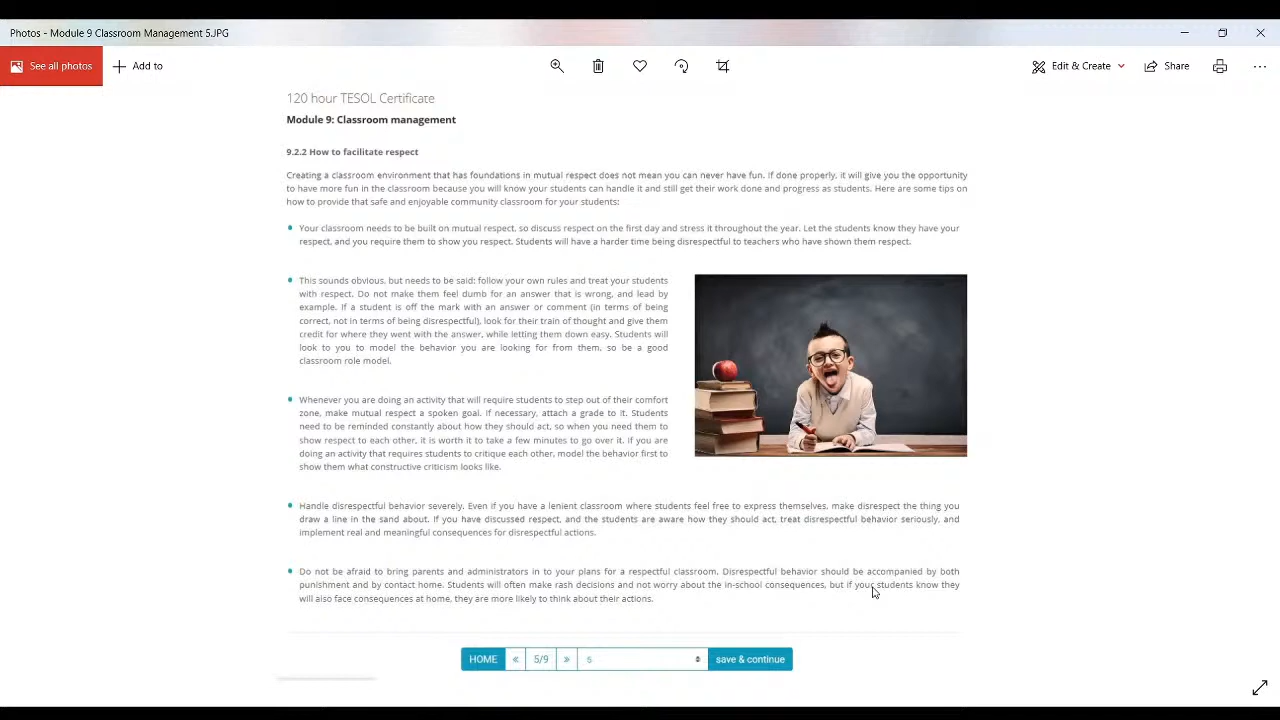 Photos - Module 9 Classroom Management 5.JPG
See all photos
Add to
Edit & Create
Share
120 hour TESOL Certificate
Module 9: Classroom management
9.2.2 How to facilitate respect
Creating a classroom environment that has foundations in mutual respect does not mean you can never have fun. If done properly, it will give you the opportunity
to have more fun in the classroom because you will know your students can handle it and still get their work done and progress as students. Here are some tips on
how to provide that safe and enjoyable community classroom for your students:
Your classroom needs to be built on mutual respect, so discuss respect on the first day and stress it throughout the year. Let the students know they have your
respect, and you require them to show you respect. Students will have a harder time being disrespectful to teachers who have shown them respect.
This sounds obvious, but needs to be said: follow your own rules and treat your students
with respect. Do not make them feel dumb for an answer that is wrong, and lead by
example. If a student is off the mark with an answer or comment (in terms of being
correct, not in terms of being disrespectful), look for their train of thought and give them
credit for where they went with the answer, while letting them down easy. Students will
look to you to model the behavior you are looking for from them, so be a good
classroom role model.
Whenever you are doing an activity that will require students to step out of their comfort
zone, make mutual respect a spoken goal. If necessary, attach a grade to it. Students
need to be reminded constantly about how they should act, so when you need them to
show respect to each other, it is worth it to take a few minutes to go over it. If you are
doing an activity that requires students to critique each other, model the behavior first to
show them what constructive criticism looks like.
Handle disrespectful behavior severely. Even if you have a lenient classroom where students feel free to express themselves, make disrespect the thing you
draw a line in the sand about. If you have discussed respect, and the students are aware how they should act, treat disrespectful behavior seriously, and
implement real and meaningful consequences for disrespectful actions.
Do not be afraid to bring parents and administrators in to your plans for a respectful classroom. Disrespectful behavior should be accompanied by both
punishment and by contact home. Students will often make rash decisions and not worry about the in-school consequences, but if your students know they
will also face consequences at home, they are more likely to think about their actions.
HOME « 5/9 » 5 save & continue